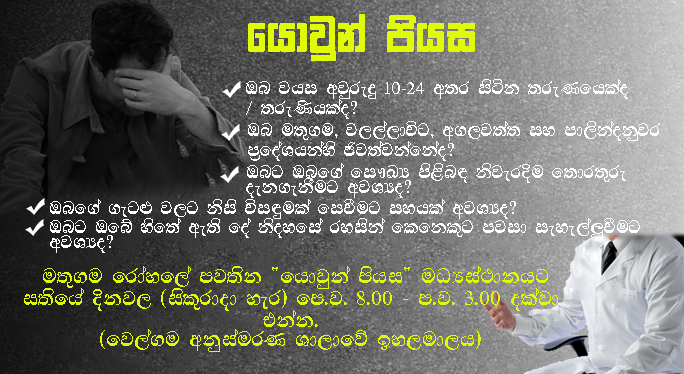 යොවුන් පියස
ඔබ වයස අවුරුදු 10-24 අතර සිටින තරුණයෙක්ද
/ තරුණියක්ද?
ඔබ මතුගම, වලල්ලාවිට, අගලවත්ත සහ පාලින්දනුවර
ප්‍රදේශයන්හි ජීවත්වන්නේද?
ඔබට ඔබගේ සෞඛ්‍ය පිළිබඳ නිවැරදිම තොරතුරු
දැනගැනීමට අවශ්‍යද?
ඔබගේ ගැටළු වලට නිසි විසඳුමක් සෙවීමට සහයක් අවශ්‍යද?
ඔබට ඔබේ හිතේ ඇති දේ නිදහසේ රහසින් කෙනෙකුට පවසා සැහැල්ලුවීමට
අවශ්‍යද?
මතුගම රෝහලේ පවතින "යොවුන් පියස" මධ්‍යස්ථානයට
සතියේ දිනවල (සිකුරාදා හැර) පෙ.ව. 8.00 - ප.ව. 3.00 දක්වා
එන්න.
(වෙල්ගම අනුස්මරණ ශාලාවේ ඉහලමාලය)